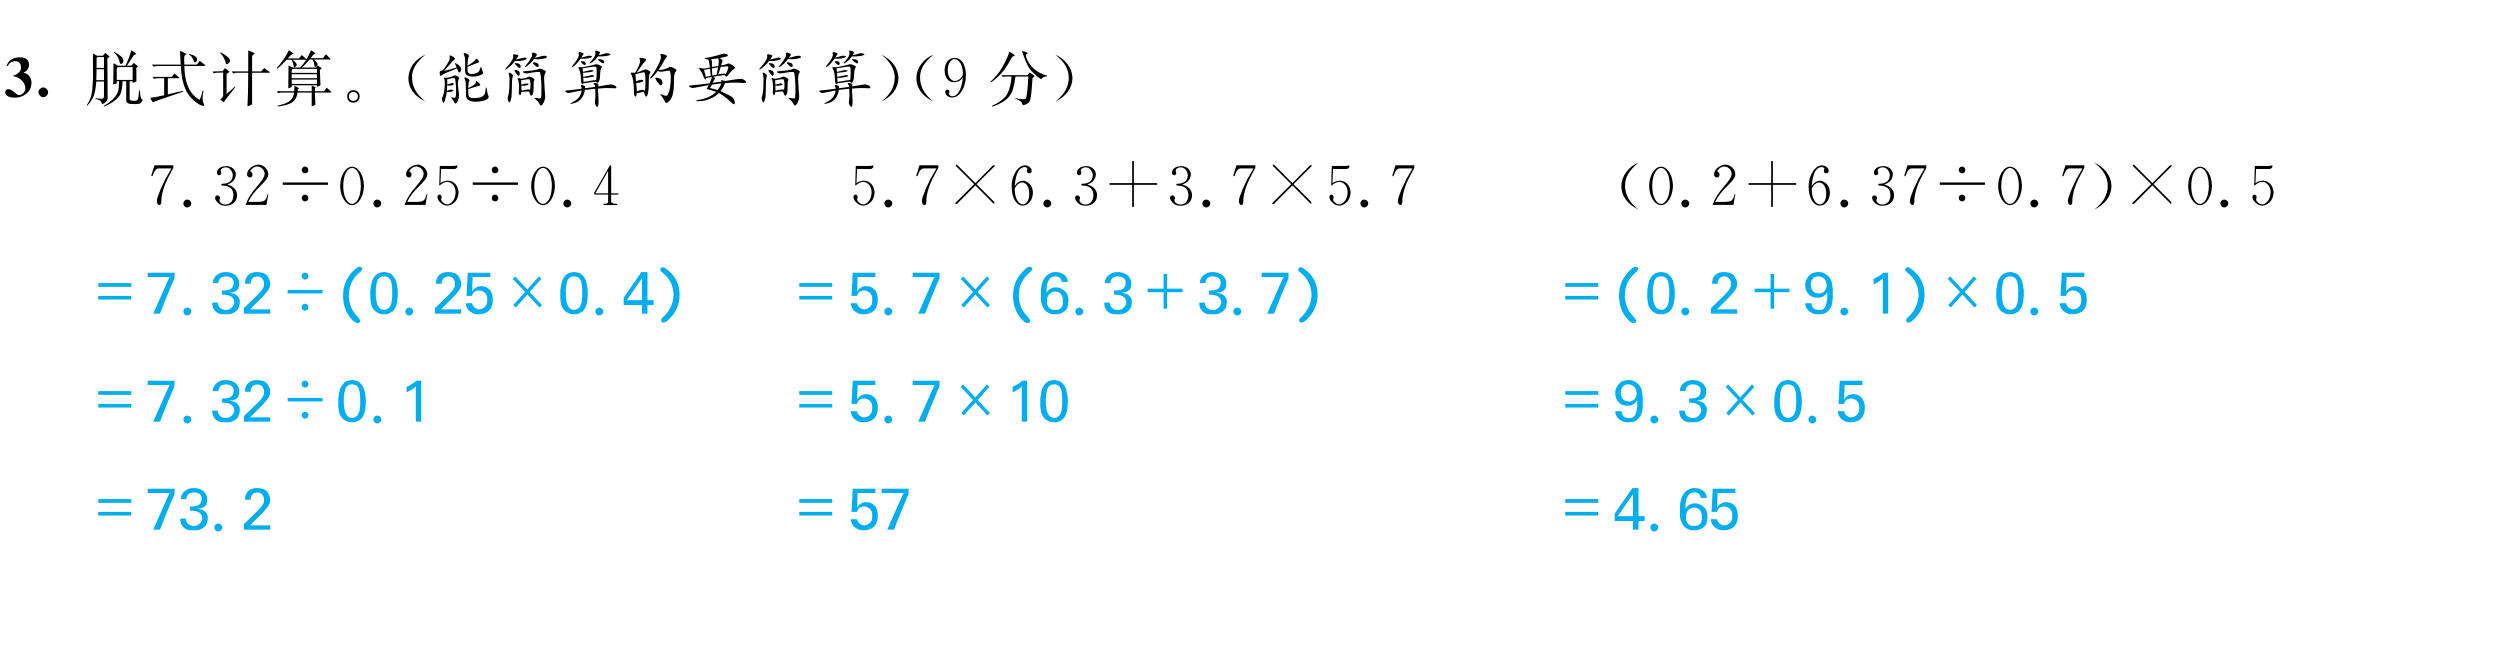 3. 脱式计算。(能简算的要简算)(9分)
7.32÷0.25÷0.4 5.7×6.3+3.7×5.7 (0.2+6.37÷0.7)×0.5
=7.32÷(0.25×0.4) =5.7×(6.3+3.7) =(0.2+9.1)×0.5
=7.32÷0.1 =5.7×10 =9.3×0.5
=73.2 =57 =4.65